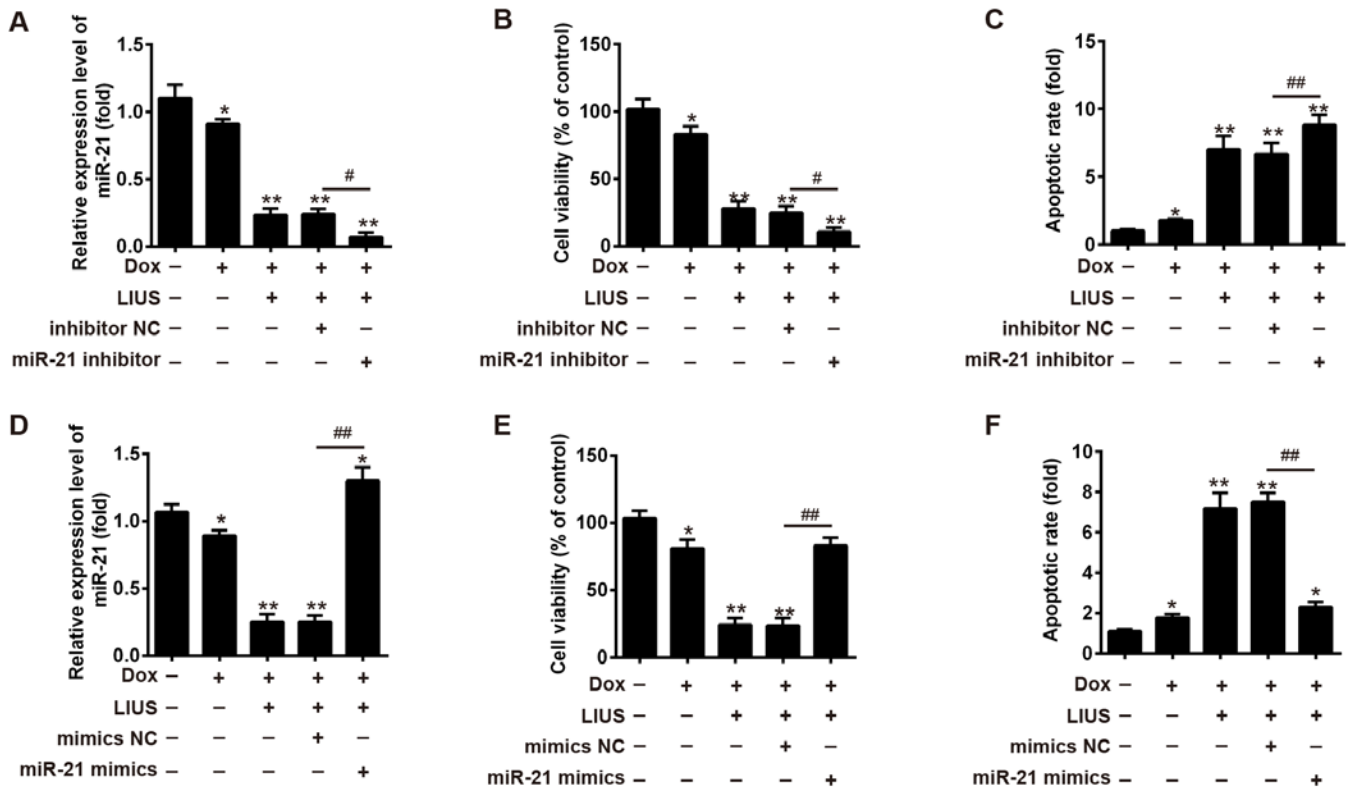 A
Relative expression level of
miR-21 (fold)
1.5
1.0
0.5
0.0
*
**
**
#
**
Dox – + + + +
LIUS – – + + +
inhibitor NC – – – + –
miR-21 inhibitor – – – – +
B
Cell viability (% of control)
150
100
50
0
*
**
**
#
**
Dox – + + + +
LIUS – – + + +
inhibitor NC – – – + –
miR-21 inhibitor – – – – +
C
Apoptotic rate (fold)
15
10
5
0
*
**
**
##
**
Dox – + + + +
LIUS – – + + +
inhibitor NC – – – + –
miR-21 inhibitor – – – – +
D
Relative expression level of
miR-21 (fold)
1.5
1.0
0.5
0.0
*
**
**
##
*
Dox – + + + +
LIUS – – + + +
mimics NC – – – + –
miR-21 mimics – – – – +
E
Cell viability (% of control)
150
100
50
0
*
**
**
##
Dox – + + + +
LIUS – – + + +
mimics NC – – – + –
miR-21 mimics – – – – +
F
Apoptotic rate (fold)
10
8
6
4
2
0
*
**
**
##
*
Dox – + + + +
LIUS – – + + +
mimics NC – – – + –
miR-21 mimics – – – – +